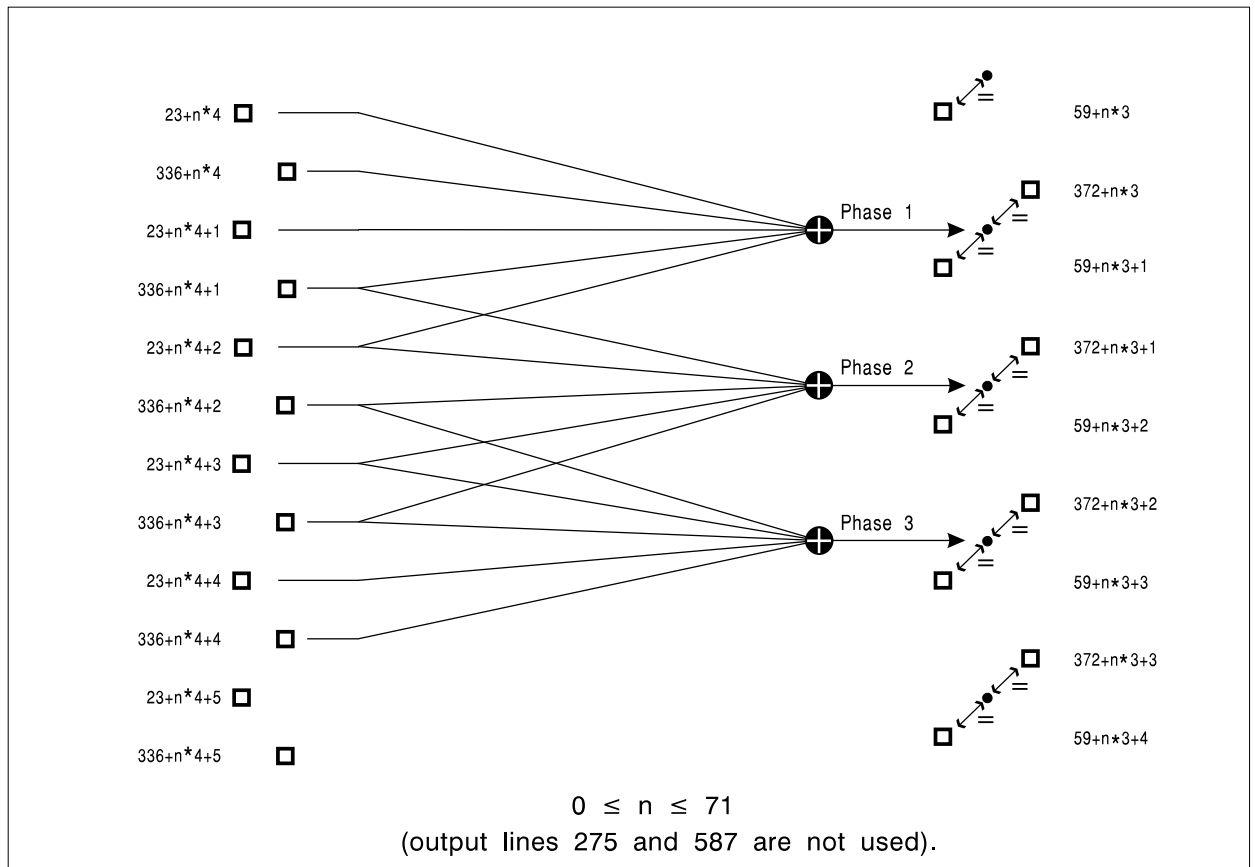 23+n*4
336+n*4
23+n*4+1
336+n*4+1
23+n*4+2
336+n*4+2
23+n*4+3
336+n*4+3
23+n*4+4
336+n*4+4
23+n*4+5
336+n*4+5
Phase 1
Phase 2
Phase 3
=
59+n*3
372+n*3
=
=
59+n*3+1
372+n*3+1
=
=
59+n*3+2
372+n*3+2
=
=
59+n*3+3
372+n*3+3
=
=
59+n*3+4
0 ≤ n ≤ 71
(output lines 275 and 587 are not used).